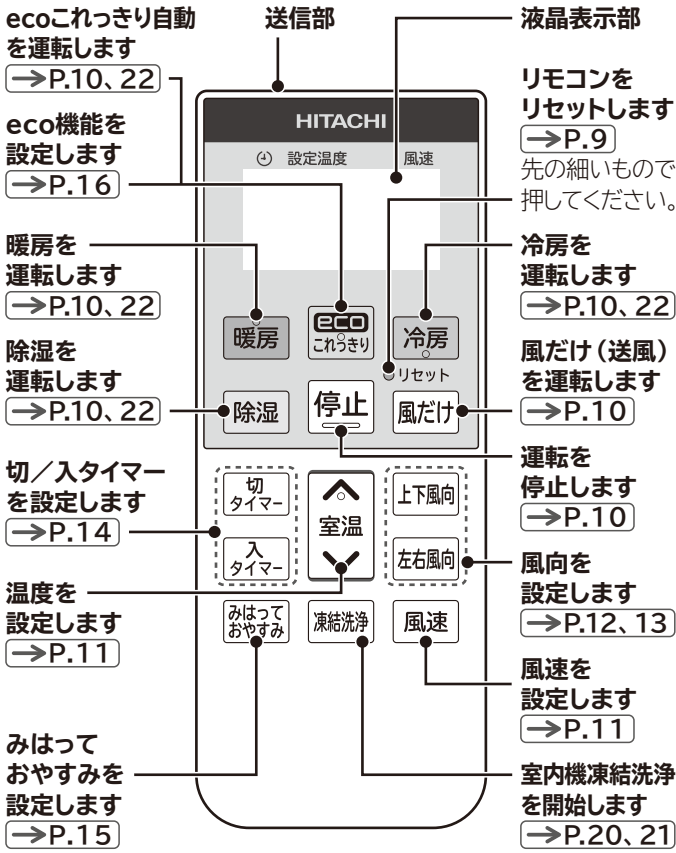 ecoこれっきり自動
を運転します
→P.10、22
eco機能を
設定します
→P.16
暖房を
運転します
→P.10、22
除湿を
運転します
→P.10、22
切／入タイマー
を設定します
→P.14
温度を
設定します
→P.11
みはって
おやすみを
設定します
→P.15
送信部
HITACHI
設定温度 風速
暖房
eco
これっきり
冷房
リセット
除湿
停止
風だけ
切
タイマー
室温
上下風向
入
タイマー
左右風向
みはって
おやすみ
凍結洗浄
風速
液晶表示部
リモコンを
リセットします
→P.9
先の細いもので
押してください。
冷房を
運転します
→P.10、22
風だけ（送風）
を運転します
→P.10
運転を
停止します
→P.10
風向を
設定します
→P.12、13
風速を
設定します
→P.11
室内機凍結洗浄
を開始します
→P.20、21